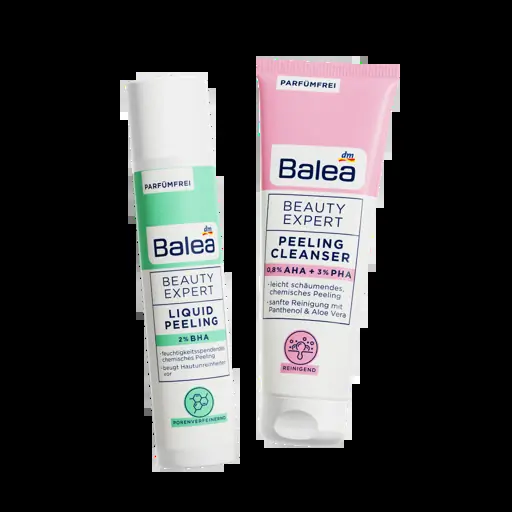 PARFÜMFREI
dm
Balea
BEAUTY
EXPERT
LIQUID
PEELING
2% BHA
-feuchtigkeitsspendendes
chemisches Peeling
-beugt Hautunreinheiten
vor
PORENVERFEINERND
PARFÜMFREI
dm
Balea
BEAUTY
EXPERT
PEELING
CLEANSER
0,8% AHA + 3% PHA
-leicht schäumendes,
chemisches Peeling
-sanfte Reinigung mit
Panthenol & Aloe Vera
REINIGEND